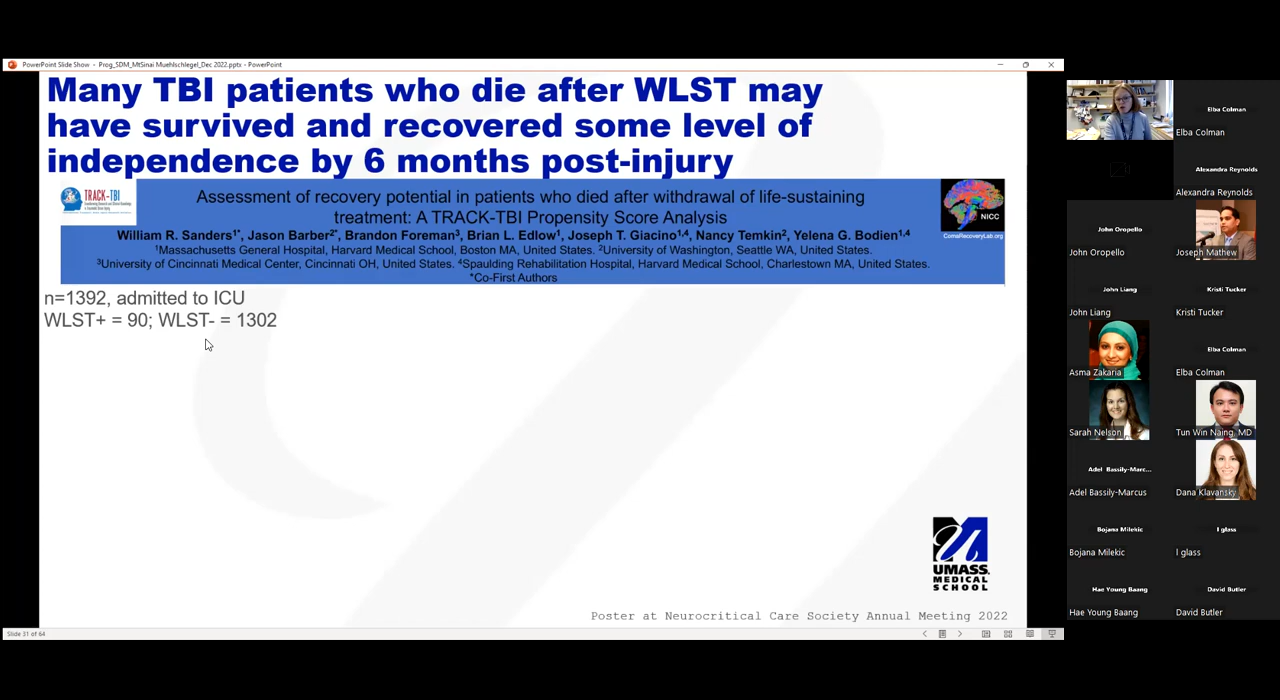 PowerPoint Slide Show - Prog_SDM_MtSinai Muehlschlegel_Dec 2022.pptx - PowerPoint
Many TBI patients who die after WLST may
have survived and recovered some level of
independence by 6 months post-injury
TRACK-TBI
Assessment of recovery potential in patients who died after withdrawal of life-sustaining
treatment: A TRACK-TBI Propensity Score Analysis
William R. Sanders¹*, Jason Barber²*, Brandon Foreman³, Brian L. Edlow¹, Joseph T. Giacino¹,⁴, Nancy Temkin², Yelena G. Bodien¹,⁴
¹Massachusetts General Hospital, Harvard Medical School, Boston MA, United States. ²University of Washington, Seattle WA, United States.
³University of Cincinnati Medical Center, Cincinnati OH, United States. ⁴Spaulding Rehabilitation Hospital, Harvard Medical School, Charlestown MA, United States.
*Co-First Authors
NICC
ComaRecoveryLab.org
n=1392, admitted to ICU
WLST+ = 90; WLST- = 1302
UMASS
MEDICAL
SCHOOL
Poster at Neurocritical Care Society Annual Meeting 2022
Slide 31 of 64
Elba Colman
Elba Colman
Alexandra Reynolds
Alexandra Reynolds
John Oropello
John Oropello
Joseph Mathew
John Liang
John Liang
Kristi Tucker
Kristi Tucker
Asma Zakaria
Elba Colman
Elba Colman
Sarah Nelson
Tun Win Naing, MD
Adel Bassily-Marc...
Adel Bassily-Marcus
Dana Klavansky
Bojana Milekic
Bojana Milekic
l glass
l glass
Hae Young Baang
Hae Young Baang
David Butler
David Butler